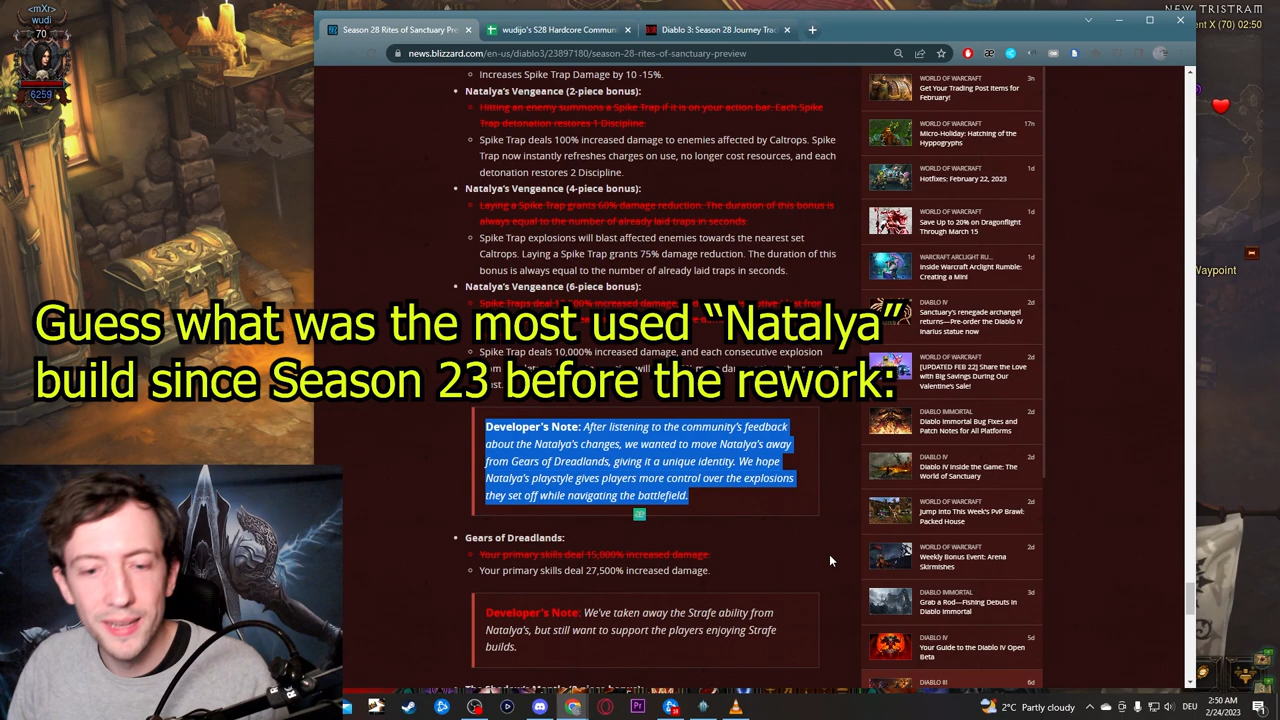 <mXr>
wudi
70
6259
NEW TRISTRAM
02:50
Waypoint
Season 28 Rites of Sanctuary Pre
wudijo's S28 Hardcore Commun
Diablo 3: Season 28 Journey Trac
news.blizzard.com/en-us/diablo3/23897180/season-28-rites-of-sanctuary-preview
Increases Spike Trap Damage by 10 -15%.
Natalya's Vengeance (2-piece bonus):
Hitting an enemy summons a Spike Trap if it is on your action bar. Each Spike
Trap detonation restores 1 Discipline.
Spike Trap deals 100% increased damage to enemies affected by Caltrops. Spike
Trap now instantly refreshes charges on use, no longer cost resources, and each
detonation restores 2 Discipline.
Natalya's Vengeance (4-piece bonus):
Laying a Spike Trap grants 60% damage reduction. The duration of this bonus is
always equal to the number of already laid traps in seconds.
Spike Trap explosions will blast affected enemies towards the nearest set
Caltrops. Laying a Spike Trap grants 75% damage reduction. The duration of this
bonus is always equal to the number of already laid traps in seconds.
Natalya's Vengeance (6-piece bonus):
Guess what was the most used “Natalya”
Spike Trap deals 10,000% increased damage, and each consecutive explosion
build since Season 23 before the rework:
Developer's Note: After listening to the community's feedback
about the Natalya's changes, we wanted to move Natalya's away
from Gears of Dreadlands, giving it a unique identity. We hope
Natalya's playstyle gives players more control over the explosions
they set off while navigating the battlefield.
Gears of Dreadlands:
Your primary skills deal 15,000% increased damage.
Your primary skills deal 27,500% increased damage.
Developer's Note: We've taken away the Strafe ability from
Natalya's, but still want to support the players enjoying Strafe
builds.
WORLD OF WARCRAFT 3h
Get Your Trading Post Items for
February!
WORLD OF WARCRAFT 17h
Micro-Holiday: Hatching of the
Hippogryphs
WORLD OF WARCRAFT 1d
Hotfixes: February 22, 2023
WORLD OF WARCRAFT 1d
Save Up to 20% on Dragonflight
Through March 15
WARCRAFT ARCLIGHT RU... 1d
Inside Warcraft Arclight Rumble:
Creating a Mini
DIABLO IV 2d
Sanctuary's renegade archangel
returns—Pre-order the Diablo IV
Inarius statue now
WORLD OF WARCRAFT 2d
[UPDATED FEB 22] Share the Love
with Big Savings During Our
Valentine's Sale!
DIABLO IMMORTAL 2d
Diablo Immortal Bug Fixes and
Patch Notes for All Platforms
DIABLO IV 2d
Diablo IV Inside the Game: The
World of Sanctuary
WORLD OF WARCRAFT 2d
Jump Into This Week's PvP Brawl:
Packed House
WORLD OF WARCRAFT 2d
Weekly Bonus Event: Arena
Skirmishes
DIABLO IMMORTAL 3d
Grab a Rod—Fishing Debuts in
Diablo Immortal
DIABLO IV 5d
Your Guide to the Diablo IV Open
Beta
DIABLO III 6d
2°C Partly Cloudy
2:50 AM
2/24/2023